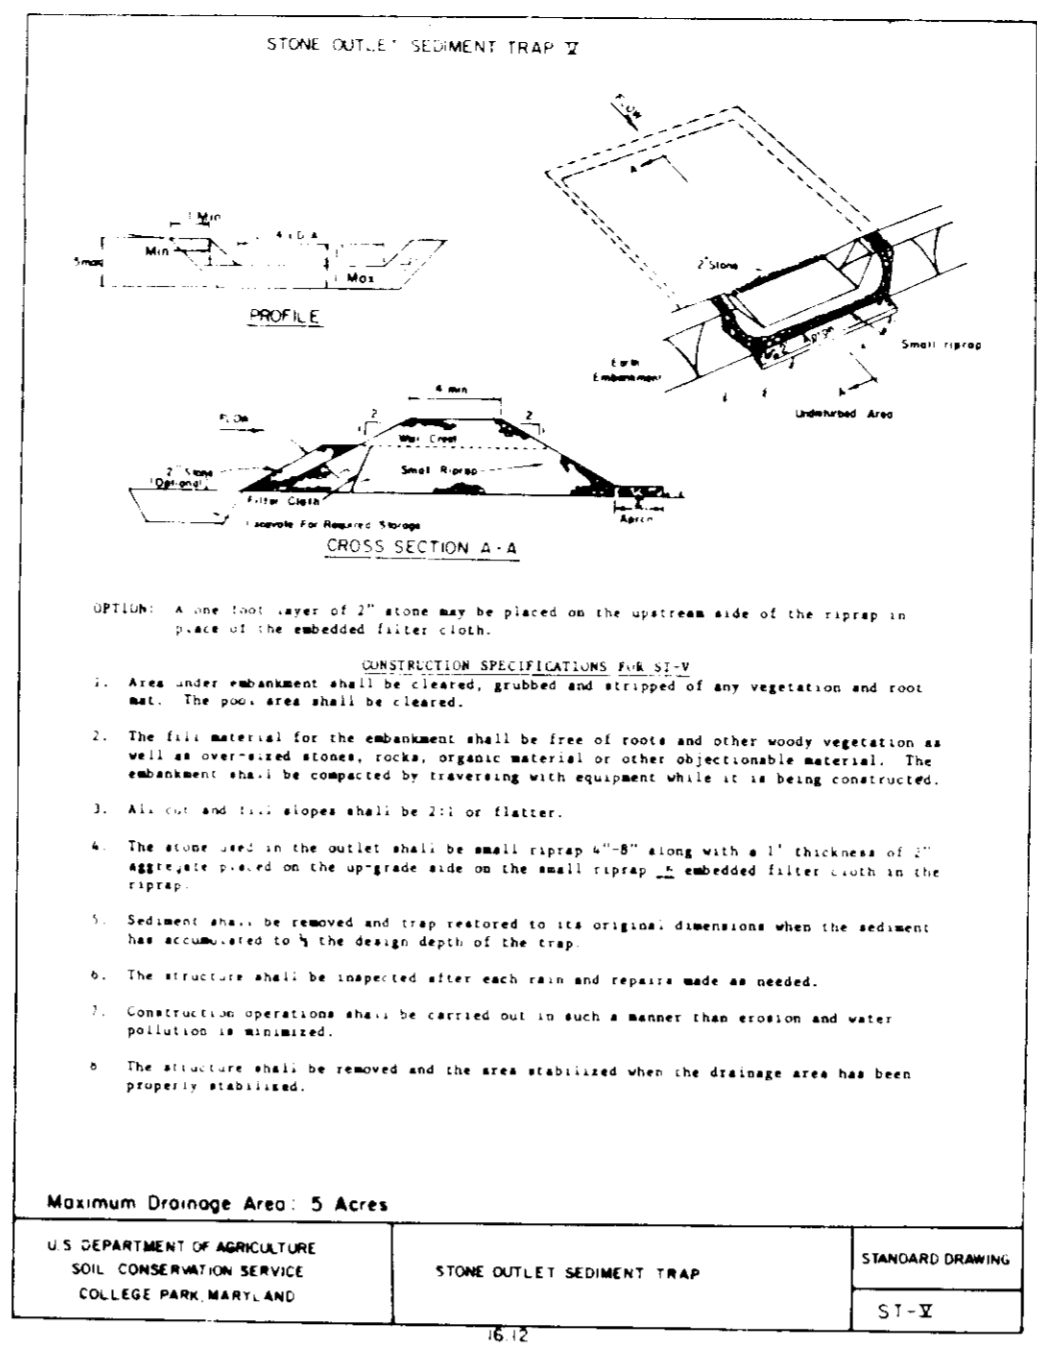 STONE OUTLET SEDIMENT TRAP V
FLOW
A
1 Min
4 x D.A.
Min
5max
Max
PROFILE
2" Stone
Small riprap
Earth
Embankment
A
Undisturbed Area
4 min
2
2
FLOW
Weir Crest
2" Stone
(Optional)
Small Riprap
Filter Cloth
Apron
Excavate For Required Storage
CROSS SECTION A-A
OPTION: A one foot layer of 2" stone may be placed on the upstream side of the riprap in
place of the embedded filter cloth.
CONSTRUCTION SPECIFICATIONS FOR ST-V
1. Area under embankment shall be cleared, grubbed and stripped of any vegetation and root
mat. The pool area shall be cleared.
2. The fill material for the embankment shall be free of roots and other woody vegetation as
well as over-sized stones, rocks, organic material or other objectionable material. The
embankment shall be compacted by traversing with equipment while it is being constructed.
3. All cut and fill slopes shall be 2:1 or flatter.
4. The stone used in the outlet shall be small riprap 4"-8" along with a 1' thickness of 2"
aggregate placed on the up-grade side on the small riprap embedded filter cloth in the
riprap.
5. Sediment shall be removed and trap restored to its original dimensions when the sediment
has accumulated to ½ the design depth of the trap.
6. The structure shall be inspected after each rain and repairs made as needed.
7. Construction operations shall be carried out in such a manner than erosion and water
pollution is minimized.
8 The structure shall be removed and the area stabilized when the drainage area has been
properly stabilized.
Maximum Drainage Area: 5 Acres
U.S DEPARTMENT OF AGRICULTURE
SOIL CONSERVATION SERVICE
COLLEGE PARK, MARYLAND
STONE OUTLET SEDIMENT TRAP
STANDARD DRAWING
ST-V
16.12